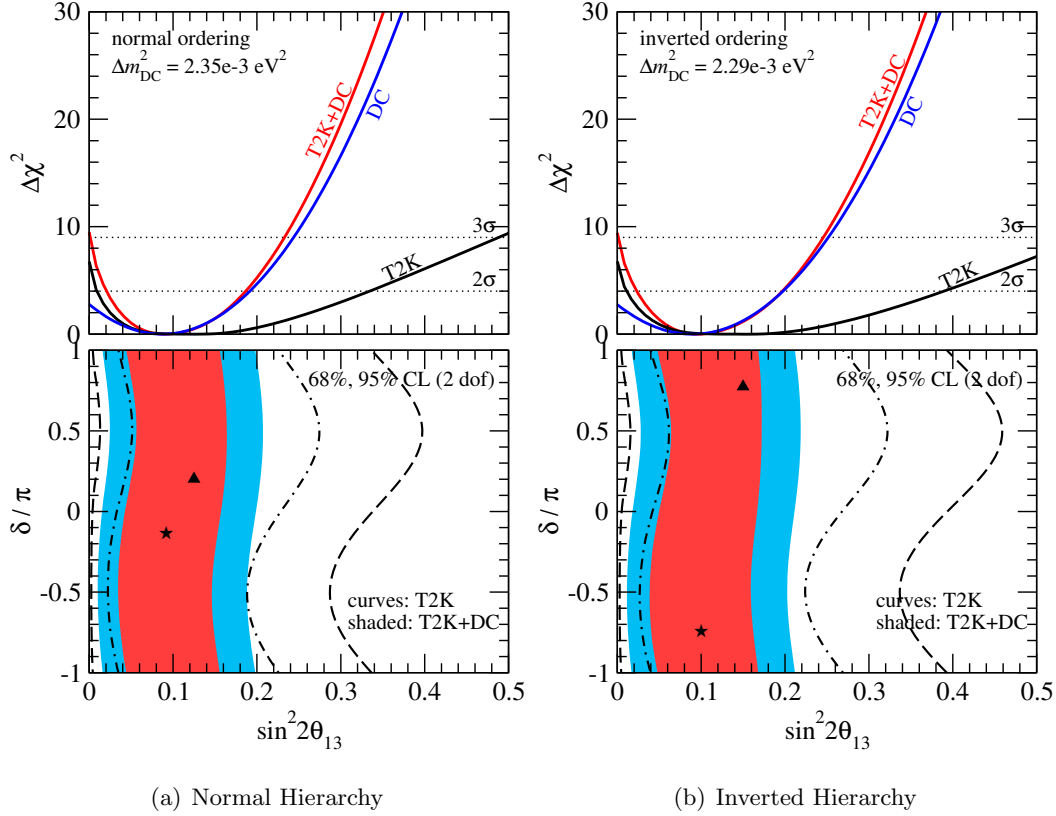 30
20
10
0
Δχ²
normal ordering
Δm²_DC = 2.35e-3 eV²
T2K+DC
DC
T2K
3σ
2σ
1
0.5
0
-0.5
-1
δ / π
68%, 95% CL (2 dof)
curves: T2K
shaded: T2K+DC
0 0.1 0.2 0.3 0.4 0.5
sin²2θ₁₃
(a) Normal Hierarchy
30
20
10
0
Δχ²
inverted ordering
Δm²_DC = 2.29e-3 eV²
T2K+DC
DC
T2K
3σ
2σ
1
0.5
0
-0.5
-1
δ / π
68%, 95% CL (2 dof)
curves: T2K
shaded: T2K+DC
0 0.1 0.2 0.3 0.4 0.5
sin²2θ₁₃
(b) Inverted Hierarchy